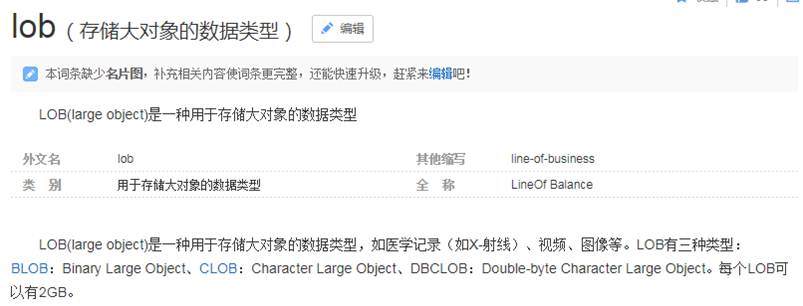 lob（存储大对象的数据类型） 编辑
本词条缺少名片图，补充相关内容使词条更完整，还能快速升级，赶紧来编辑吧！
LOB(large object)是一种用于存储大对象的数据类型
外文名 lob 其他缩写 line-of-business
类 别 用于存储大对象的数据类型 全 称 LineOf Balance
LOB(large object)是一种用于存储大对象的数据类型，如医学记录（如X-射线）、视频、图像等。LOB有三种类型：
BLOB：Binary Large Object、CLOB：Character Large Object、DBCLOB：Double-byte Character Large Object。每个LOB可
以有2GB。